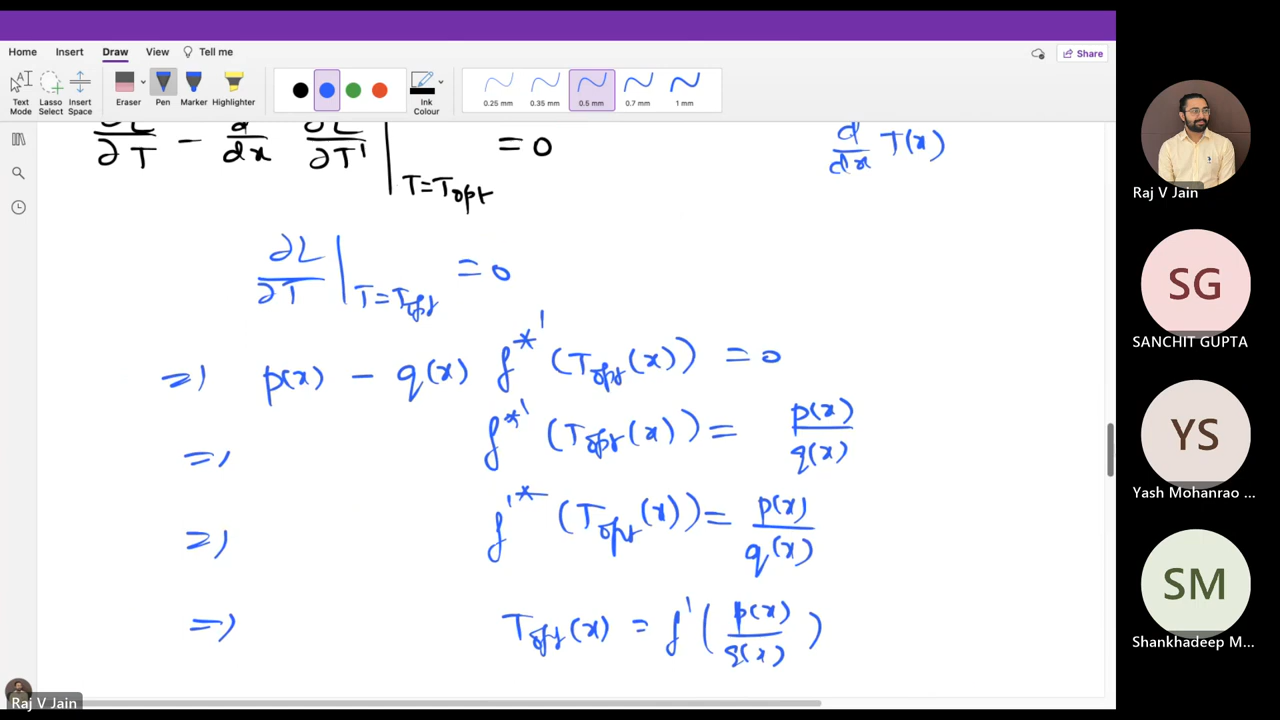 Home Insert Draw View Tell me
Share
Text Mode Lasso Select Insert Space Eraser Pen Marker Highlighter Ink Colour 0.25 mm 0.35 mm 0.5 mm 0.7 mm 1 mm
∂L/∂T - d/dx ∂L/∂T' |T=Topt = 0
d/dx T(x)
∂L/∂T |T=Topt = 0
=> p(x) - q(x) f*'(Topt(x)) = 0
=> f*'(Topt(x)) = p(x)/q(x)
=> f'*(Topt(x)) = p(x)/q(x)
=> Topt(x) = f'(p(x)/q(x))
Raj V Jain
SG
SANCHIT GUPTA
YS
Yash Mohanrao ...
SM
Shankhadeep M...
Raj V Jain